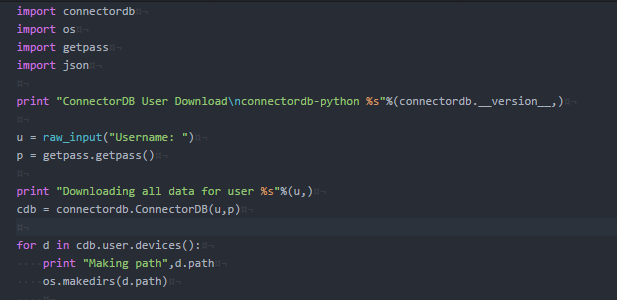 import connectordb
import os
import getpass
import json

print "ConnectorDB User Download\nconnectordb-python %s"%(connectordb.__version__,)

u = raw_input("Username: ")
p = getpass.getpass()

print "Downloading all data for user %s"%(u,)
cdb = connectordb.ConnectorDB(u,p)

for d in cdb.user.devices():
    print "Making path",d.path
    os.makedirs(d.path)